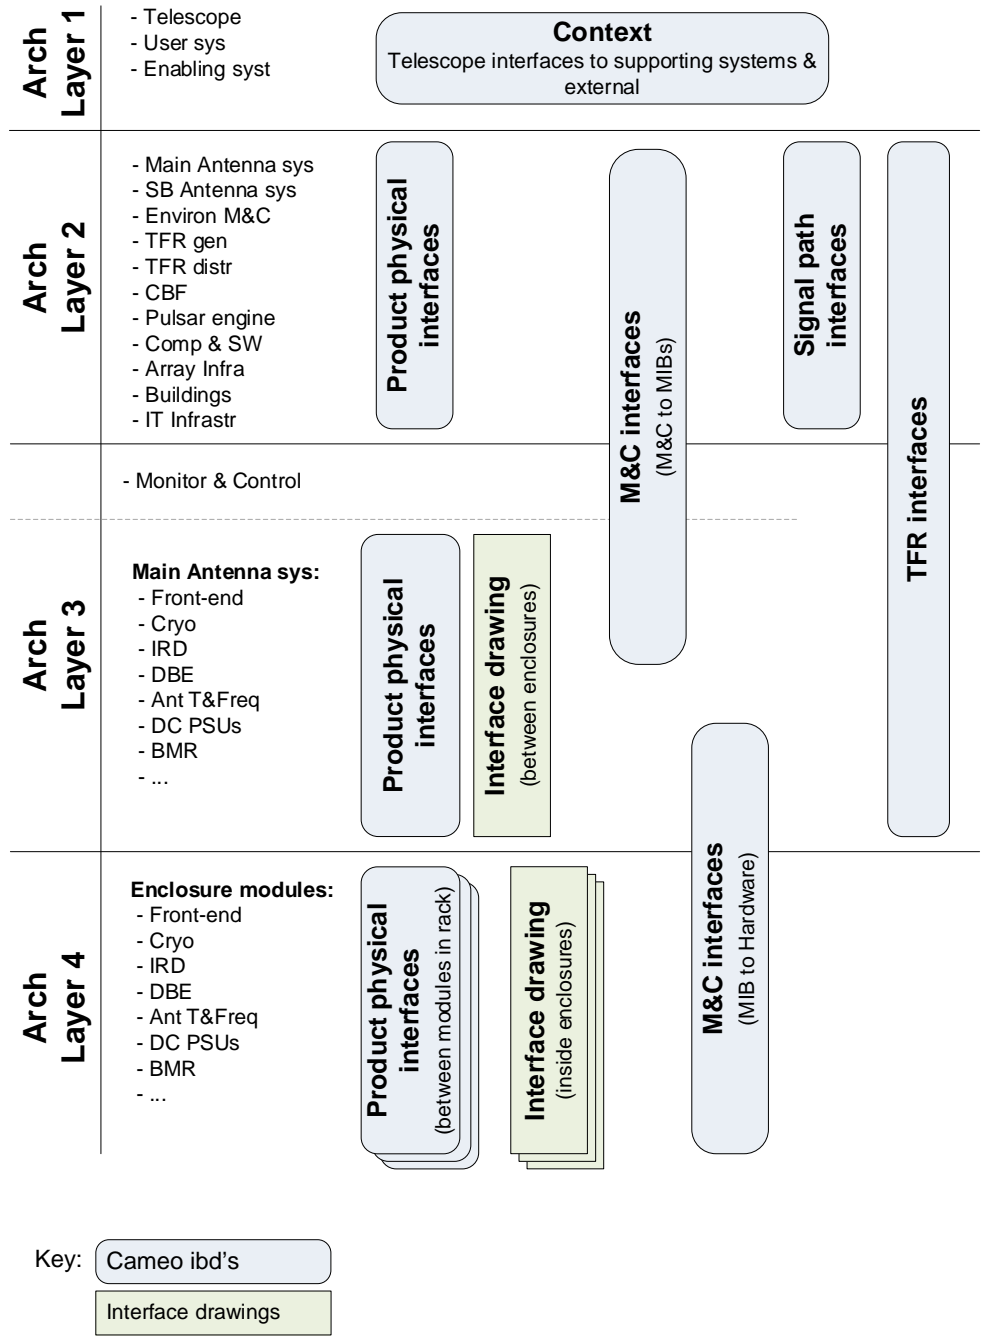 Arch
Layer 1
- Telescope
- User sys
- Enabling syst
Context
Telescope interfaces to supporting systems &
external
Arch
Layer 2
- Main Antenna sys
- SB Antenna sys
- Environ M&C
- TFR gen
- TFR distr
- CBF
- Pulsar engine
- Comp & SW
- Array Infra
- Buildings
- IT Infrastr
Product physical
interfaces
M&C interfaces
(M&C to MIBs)
Signal path
interfaces
TFR interfaces
Arch
Layer 3
- Monitor & Control
Main Antenna sys:
- Front-end
- Cryo
- IRD
- DBE
- Ant T&Freq
- DC PSUs
- BMR
- ...
Product physical
interfaces
Interface drawing
(between enclosures)
M&C interfaces
(MIB to Hardware)
Arch
Layer 4
Enclosure modules:
- Front-end
- Cryo
- IRD
- DBE
- Ant T&Freq
- DC PSUs
- BMR
- ...
Product physical
interfaces
(between modules in rack)
Interface drawing
(inside enclosures)
Key:
Cameo ibd's
Interface drawings